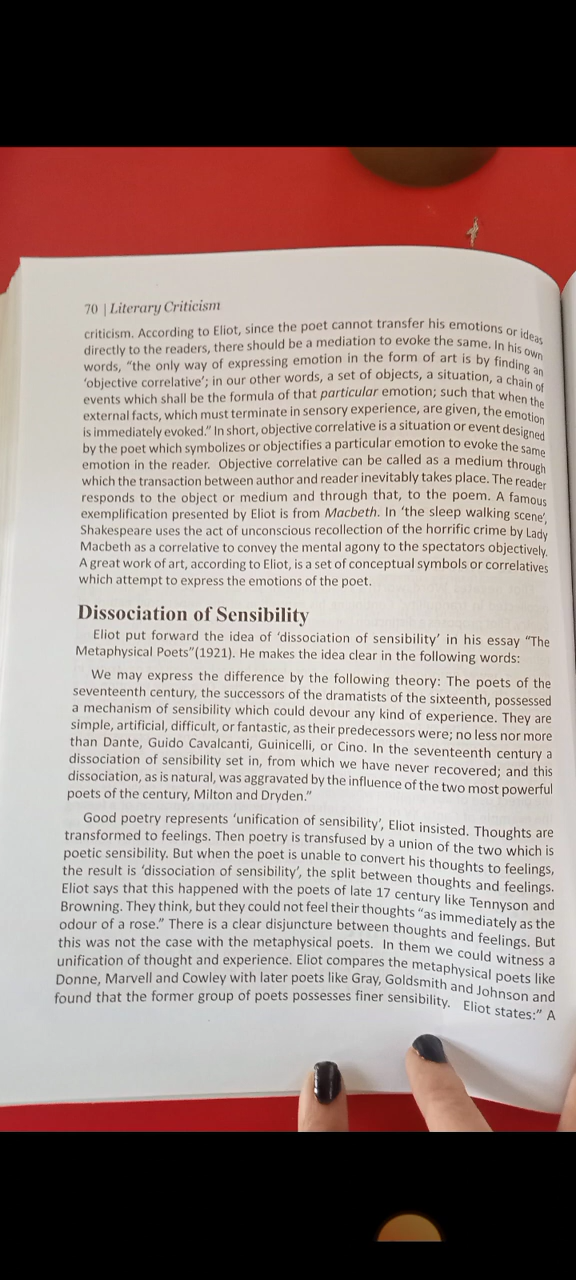 70 | Literary Criticism
criticism. According to Eliot, since the poet cannot transfer his emotions or ideas
directly to the readers, there should be a mediation to evoke the same. In his own
words, "the only way of expressing emotion in the form of art is by finding an
'objective correlative'; in our other words, a set of objects, a situation, a chain of
events which shall be the formula of that particular emotion; such that when the
external facts, which must terminate in sensory experience, are given, the emotion
is immediately evoked." In short, objective correlative is a situation or event designed
by the poet which symbolizes or objectifies a particular emotion to evoke the same
emotion in the reader. Objective correlative can be called as a medium through
which the transaction between author and reader inevitably takes place. The reader
responds to the object or medium and through that, to the poem. A famous
exemplification presented by Eliot is from Macbeth. In 'the sleep walking scene',
Shakespeare uses the act of unconscious recollection of the horrific crime by Lady
Macbeth as a correlative to convey the mental agony to the spectators objectively.
A great work of art, according to Eliot, is a set of conceptual symbols or correlatives
which attempt to express the emotions of the poet.
Dissociation of Sensibility
Eliot put forward the idea of 'dissociation of sensibility' in his essay "The
Metaphysical Poets"(1921). He makes the idea clear in the following words:
We may express the difference by the following theory: The poets of the
seventeenth century, the successors of the dramatists of the sixteenth, possessed
a mechanism of sensibility which could devour any kind of experience. They are
simple, artificial, difficult, or fantastic, as their predecessors were; no less nor more
than Dante, Guido Cavalcanti, Guinicelli, or Cino. In the seventeenth century a
dissociation of sensibility set in, from which we have never recovered; and this
dissociation, as is natural, was aggravated by the influence of the two most powerful
poets of the century, Milton and Dryden."
Good poetry represents 'unification of sensibility', Eliot insisted. Thoughts are
transformed to feelings. Then poetry is transfused by a union of the two which is
poetic sensibility. But when the poet is unable to convert his thoughts to feelings,
the result is 'dissociation of sensibility', the split between thoughts and feelings.
Eliot says that this happened with the poets of late 17 century like Tennyson and
Browning. They think, but they could not feel their thoughts "as immediately as the
odour of a rose." There is a clear disjuncture between thoughts and feelings. But
this was not the case with the metaphysical poets. In them we could witness a
unification of thought and experience. Eliot compares the metaphysical poets like
Donne, Marvell and Cowley with later poets like Gray, Goldsmith and Johnson and
found that the former group of poets possesses finer sensibility. Eliot states:" A